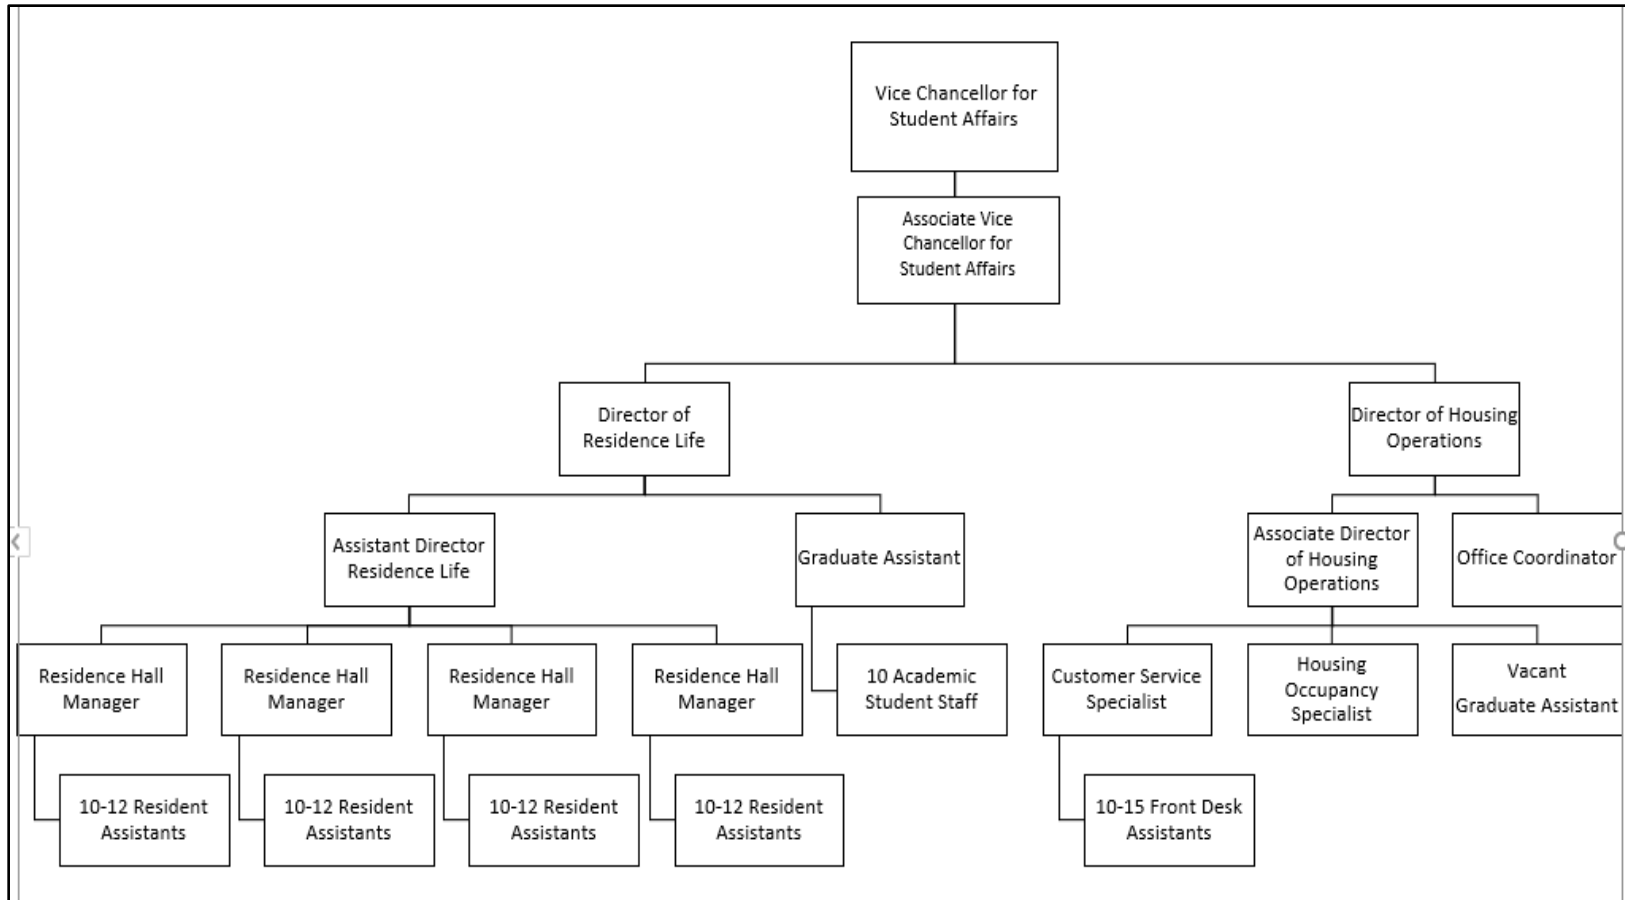 Vice Chancellor for
Student Affairs
Associate Vice
Chancellor for
Student Affairs
Director of
Residence Life
Director of Housing
Operations
Assistant Director
Residence Life
Graduate Assistant
Associate Director
of Housing
Operations
Office Coordinator
Residence Hall
Manager
Residence Hall
Manager
Residence Hall
Manager
Residence Hall
Manager
10 Academic
Student Staff
Customer Service
Specialist
Housing
Occupancy
Specialist
Vacant
Graduate Assistant
10-12 Resident
Assistants
10-12 Resident
Assistants
10-12 Resident
Assistants
10-12 Resident
Assistants
10-15 Front Desk
Assistants